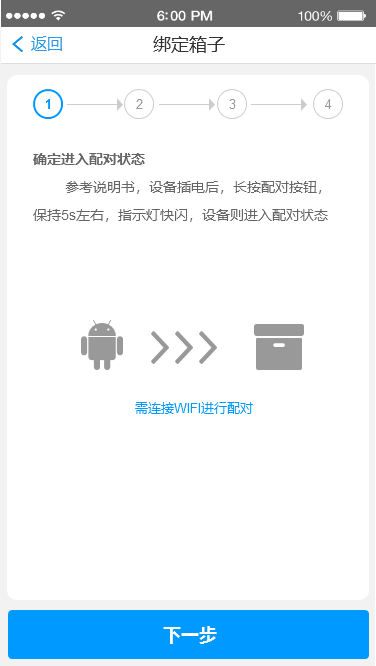 6:00 PM
100%
返回
绑定箱子
1
2
3
4
确定进入配对状态
参考说明书，设备插电后，长按配对按钮，
保持5s左右，指示灯快闪，设备则进入配对状态
需连接WIFI进行配对
下一步